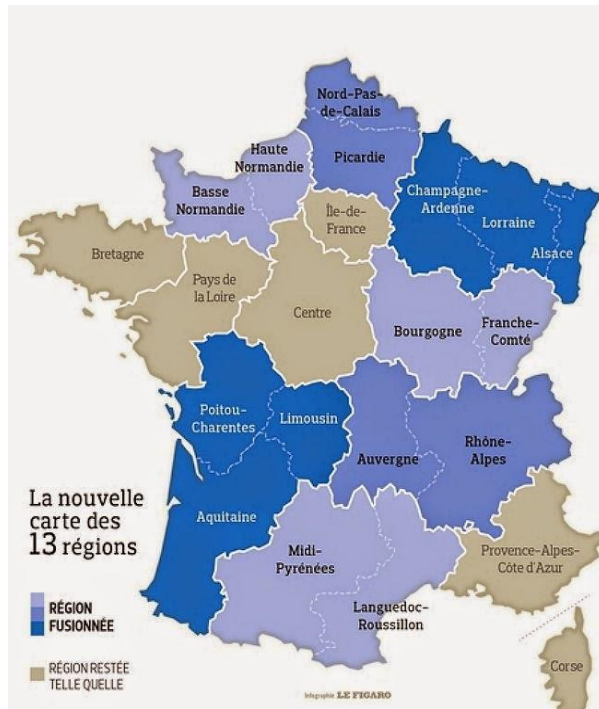 Nord-Pas-
de-Calais
Haute
Normandie
Picardie
Basse
Normandie
Champagne-
Ardenne
Île-de-
France
Lorraine
Alsace
Bretagne
Pays de
la Loire
Centre
Bourgogne
Franche-
Comté
Poitou-
Charentes
Limousin
Auvergne
Rhône-
Alpes
La nouvelle
carte des
13 régions
Aquitaine
Midi-
Pyrénées
Provence-Alpes-
Côte d'Azur
Languedoc-
Roussillon
RÉGION
FUSIONNÉE
RÉGION RESTÉE
TELLE QUELLE
Corse
Infographie LE FIGARO